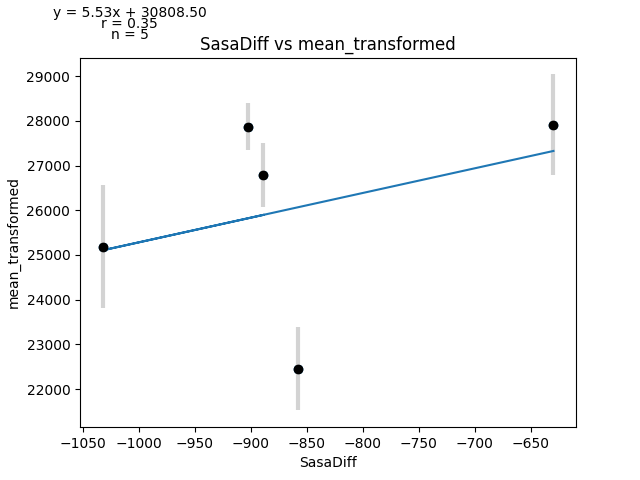 y = 5.53x + 30808.50
r = 0.35
n = 5
SasaDiff vs mean_transformed
29000
28000
27000
26000
25000
24000
23000
22000
mean_transformed
−1050 −1000 −950 −900 −850 −800 −750 −700 −650
SasaDiff